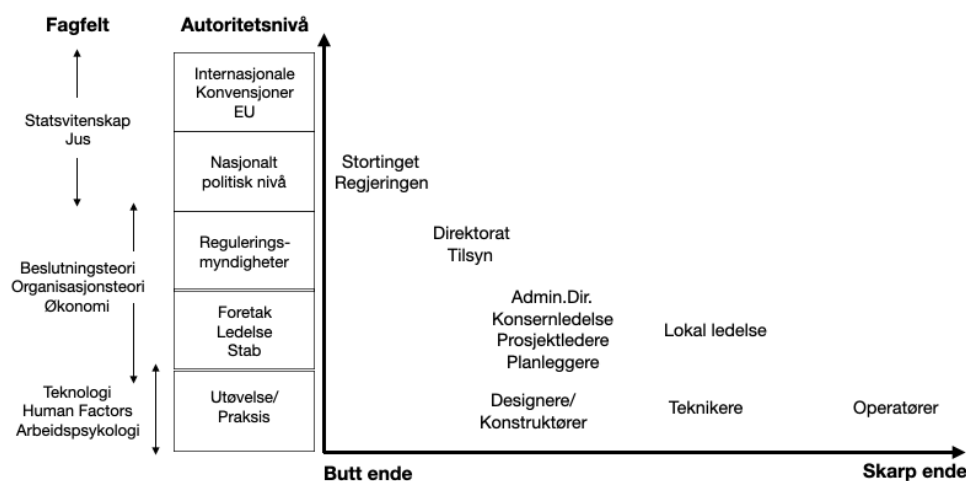 Fagfelt
Autoritetsnivå
Statsvitenskap
Jus
Beslutningsteori
Organisasjonsteori
Økonomi
Teknologi
Human Factors
Arbeidspsykologi
Internasjonale
Konvensjoner
EU
Nasjonalt
politisk nivå
Regulerings-
myndigheter
Foretak
Ledelse
Stab
Utøvelse/
Praksis
Stortinget
Regjeringen
Direktorat
Tilsyn
Admin.Dir.
Konsernledelse
Prosjektledere
Planleggere
Lokal ledelse
Designere/
Konstruktører
Teknikere
Operatører
Butt ende
Skarp ende